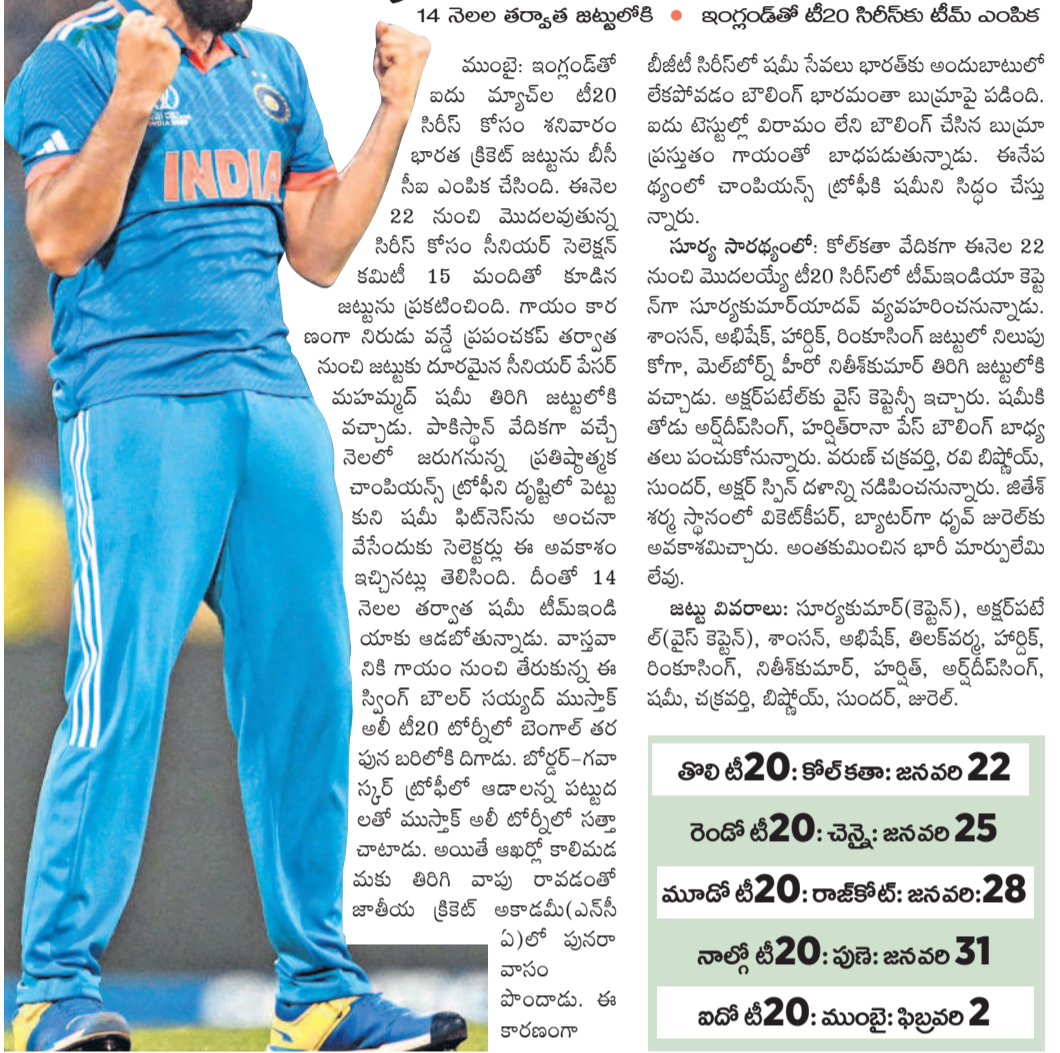 14 నెలల తర్వాత జట్టులోకి ● ఇంగ్లండ్‌తో టీ20 సిరీస్‌కు టీమ్ ఎంపిక
INDIA
ముంబై: ఇంగ్లండ్‌తో
ఐదు మ్యాచ్‌ల టీ20
సిరీస్ కోసం శనివారం
భారత క్రికెట్ జట్టును బీసీ
సీఐ ఎంపిక చేసింది. ఈనెల
22 నుంచి మొదలవుతున్న
సిరీస్ కోసం సీనియర్ సెలెక్షన్
కమిటీ 15 మందితో కూడిన
జట్టును ప్రకటించింది. గాయం కార
ణంగా నిరుడు వన్డే ప్రపంచకప్ తర్వాత
నుంచి జట్టుకు దూరమైన సీనియర్ పేసర్
మహమ్మద్ షమీ తిరిగి జట్టులోకి
వచ్చాడు. పాకిస్థాన్ వేదికగా వచ్చే
నెలలో జరుగనున్న ప్రతిష్ఠాత్మక
చాంపియన్స్ ట్రోఫీని దృష్టిలో పెట్టు
కుని షమీ ఫిట్‌నెస్‌ను అంచనా
వేసేందుకు సెలెక్టర్లు ఈ అవకాశం
ఇచ్చినట్లు తెలిసింది. దీంతో 14
నెలల తర్వాత షమీ టీమ్‌ఇండి
యాకు ఆడబోతున్నాడు. వాస్తవా
నికి గాయం నుంచి తేరుకున్న ఈ
స్వింగ్ బౌలర్ సయ్యద్ ముస్తాక్
అలీ టీ20 టోర్నీలో బెంగాల్ తర
ఫున బరిలోకి దిగాడు. బోర్డర్-గవా
స్కర్ ట్రోఫీలో ఆడాలన్న పట్టుద
లతో ముస్తాక్ అలీ టోర్నీలో సత్తా
చాటాడు. అయితే ఆఖర్లో కాలిమడ
మకు తిరిగి వాపు రావడంతో
జాతీయ క్రికెట్ అకాడమీ(ఎన్‌సీ
ఏ)లో పునరా
వాసం
పొందాడు. ఈ
కారణంగా
బీజీటీ సిరీస్‌లో షమీ సేవలు భారత్‌కు అందుబాటులో
లేకపోవడం బౌలింగ్ భారమంతా బుమ్రాపై పడింది.
ఐదు టెస్టుల్లో విరామం లేని బౌలింగ్ చేసిన బుమ్రా
ప్రస్తుతం గాయంతో బాధపడుతున్నాడు. ఈనేప
థ్యంలో చాంపియన్స్ ట్రోఫీకి షమీని సిద్ధం చేస్తు
న్నారు.
సూర్య సారథ్యంలో: కోల్‌కతా వేదికగా ఈనెల 22
నుంచి మొదలయ్యే టీ20 సిరీస్‌లో టీమ్‌ఇండియా కెప్టె
న్‌గా సూర్యకుమార్‌యాదవ్ వ్యవహరించనున్నాడు.
శాంసన్, అభిషేక్, హార్దిక్, రింకూసింగ్ జట్టులో నిలుపు
కోగా, మెల్‌బోర్న్ హీరో నితీశ్‌కుమార్ తిరిగి జట్టులోకి
వచ్చాడు. అక్షర్‌పటేల్‌కు వైస్ కెప్టెన్సీ ఇచ్చారు. షమీకి
తోడు అర్ష్‌దీప్‌సింగ్, హర్షిత్‌రానా పేస్ బౌలింగ్ బాధ్య
తలు పంచుకోనున్నారు. వరుణ్ చక్రవర్తి, రవి బిష్ణోయ్,
సుందర్, అక్షర్ స్పిన్ దళాన్ని నడిపించనున్నారు. జితేశ్
శర్మ స్థానంలో వికెట్‌కీపర్, బ్యాటర్‌గా ధృవ్ జురెల్‌కు
అవకాశమిచ్చారు. అంతకుమించిన భారీ మార్పులేమి
లేవు.
జట్టు వివరాలు: సూర్యకుమార్(కెప్టెన్), అక్షర్‌పటే
ల్(వైస్ కెప్టెన్), శాంసన్, అభిషేక్, తిలక్‌వర్మ, హార్దిక్,
రింకూసింగ్, నితీశ్‌కుమార్, హర్షిత్, అర్ష్‌దీప్‌సింగ్,
షమీ, చక్రవర్తి, బిష్ణోయ్, సుందర్, జురెల్.
తొలి టీ20: కోల్‌కతా: జనవరి 22
రెండో టీ20: చెన్నై: జనవరి 25
మూడో టీ20: రాజ్‌కోట్: జనవరి:28
నాల్గో టీ20: పుణె: జనవరి 31
ఐదో టీ20: ముంబై: ఫిబ్రవరి 2